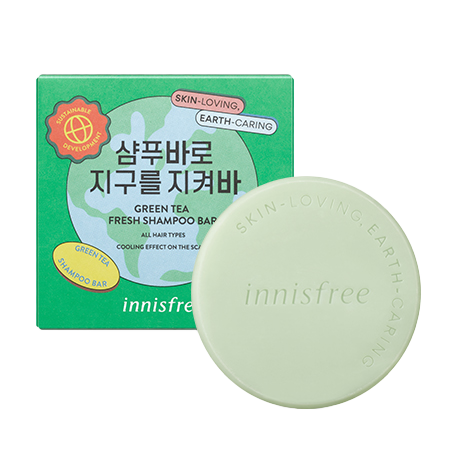 SUSTAINABLE
DEVELOPMENT
SKIN-LOVING,
EARTH-CARING
샴푸바로
지구를 지켜바
GREEN TEA
FRESH SHAMPOO BAR
ALL HAIR TYPES
COOLING EFFECT ON THE
GREEN TEA
SHAMPOO BAR
innisfree
SKIN-LOVING, EARTH-CARING
innisfree